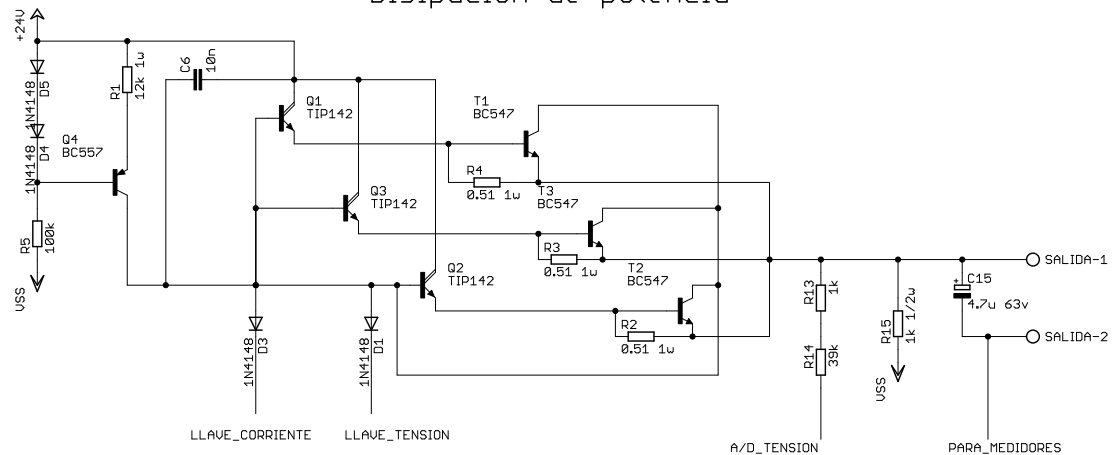 Disipacion de potencia
+24V
1N4148
D5
1N4148
D4
R5
100k
VSS
Q4
BC557
R1
12k 1w
C6
10n
Q1
TIP142
T1
BC547
R4
0.51 1w
Q3
TIP142
T3
BC547
R3
0.51 1w
Q2
TIP142
T2
BC547
R2
0.51 1w
1N4148
D3
1N4148
D1
LLAVE_CORRIENTE
LLAVE_TENSION
R13
1k
R14
39k
A/D_TENSION
R15
1k 1/2w
VSS
+
C15
4.7u 63v
SALIDA-1
SALIDA-2
PARA_MEDIDORES